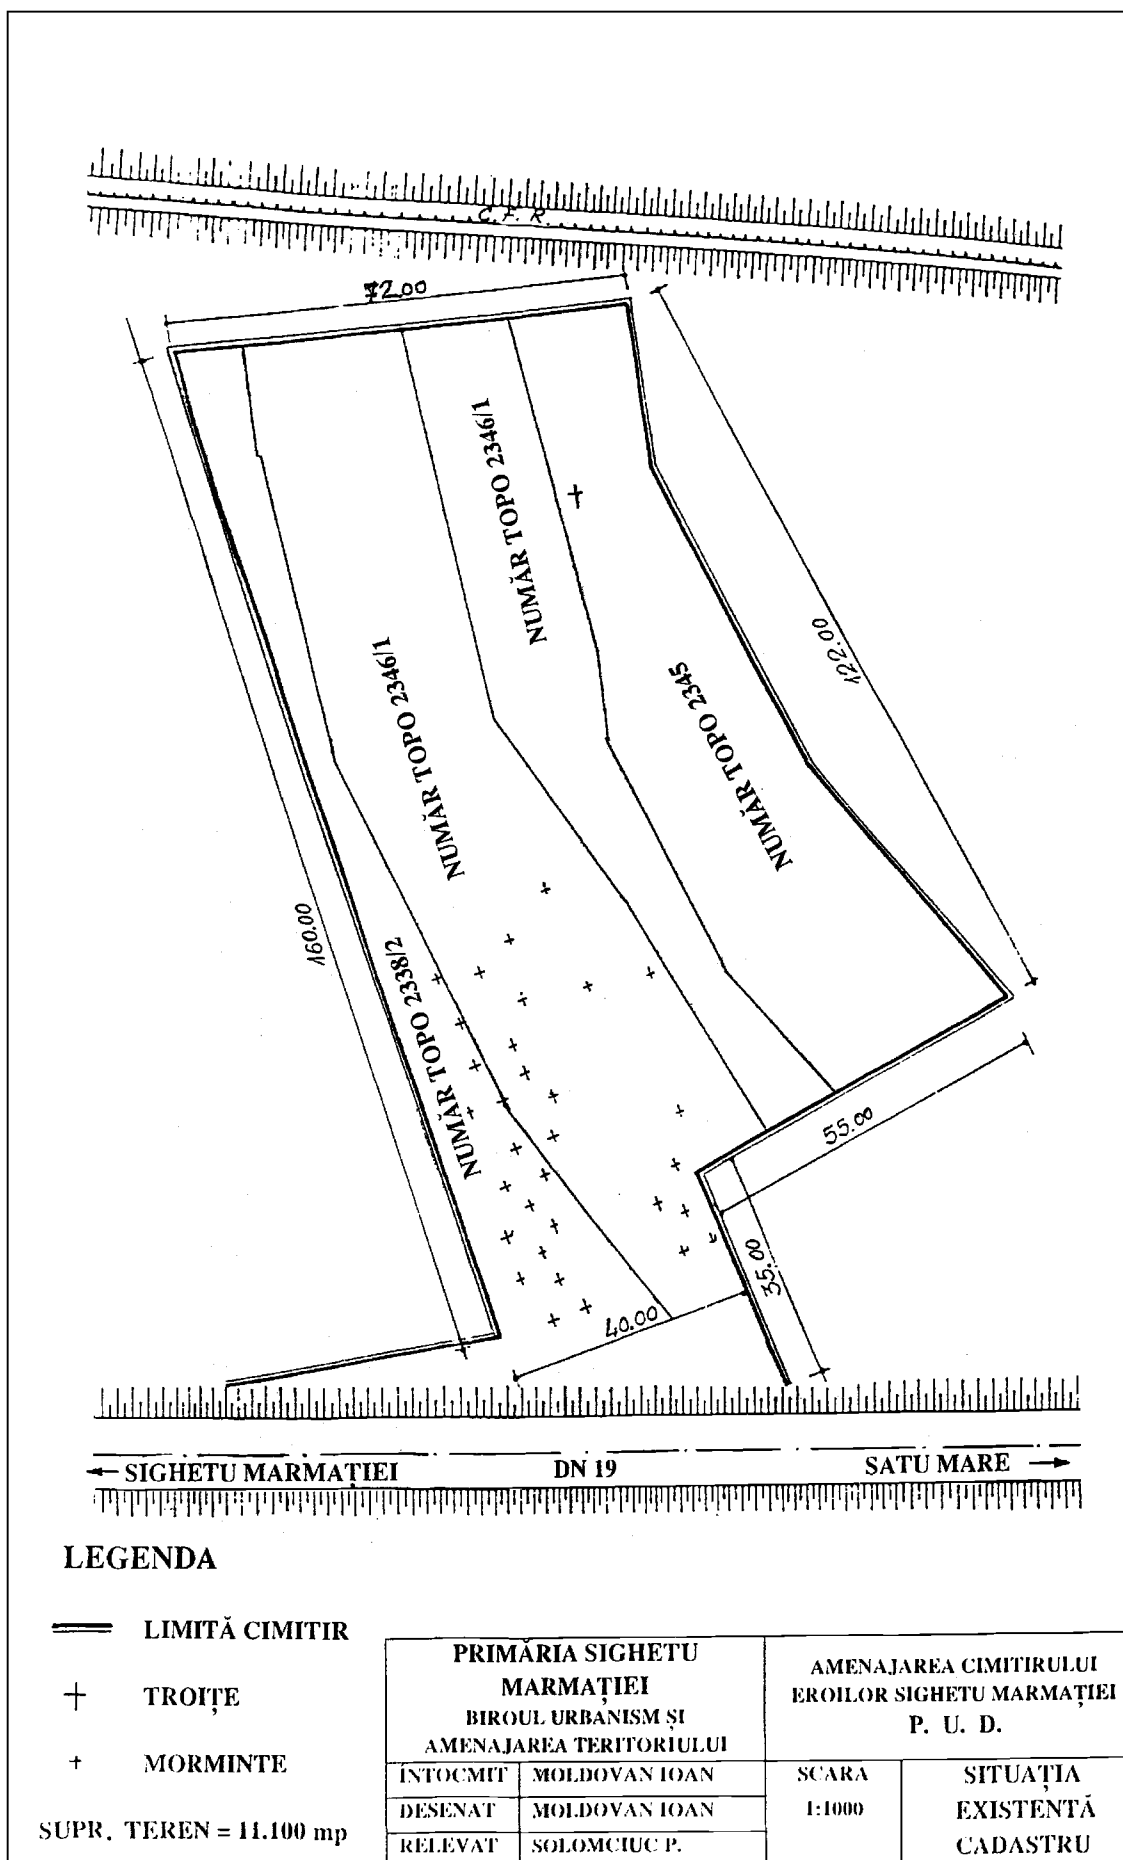 C.F.R.
72.00
NUMĂR TOPO 2346/1
NUMĂR TOPO 2346/1
NUMĂR TOPO 2345
122.00
160.00
NUMĂR TOPO 2338/2
55.00
35.00
40.00
SIGHETU MARMAȚIEI
DN 19
SATU MARE
LEGENDA
LIMITĂ CIMITIR
TROIȚE
MORMINTE
SUPR. TEREN = 11.100 mp
PRIMĂRIA SIGHETU
MARMAȚIEI
BIROUL URBANISM ȘI
AMENAJAREA TERITORIULUI
AMENAJAREA CIMITIRULUI
EROILOR SIGHETU MARMAȚIEI
P. U. D.
INTOCMIT MOLDOVAN IOAN
DESENAT MOLDOVAN IOAN
RELEVAT SOLOMCIUC P.
SCARA
1:1000
SITUAȚIA
EXISTENTĂ
CADASTRU